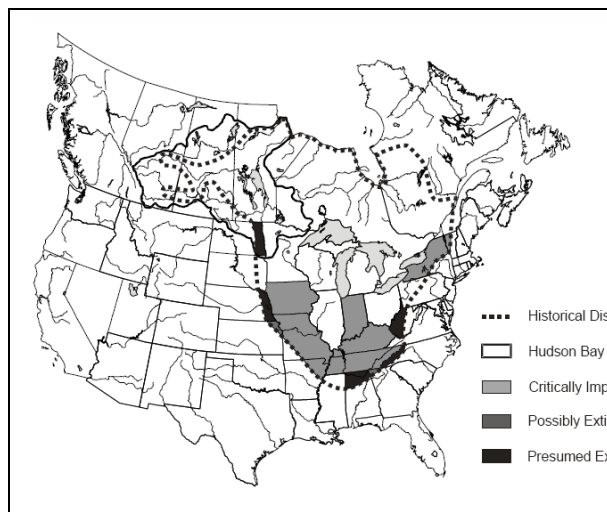 Historical Dis
Hudson Bay
Critically Imp
Possibly Exti
Presumed Ex